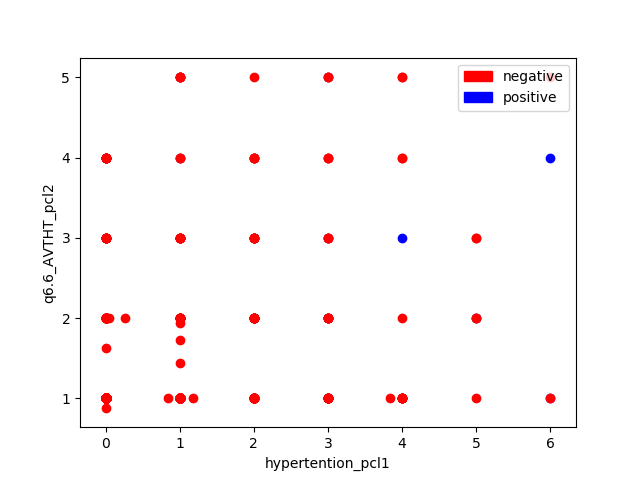 5
4
3
2
1
0 1 2 3 4 5 6
hypertention_pcl1
q6.6_AVTHT_pcl2
negative
positive